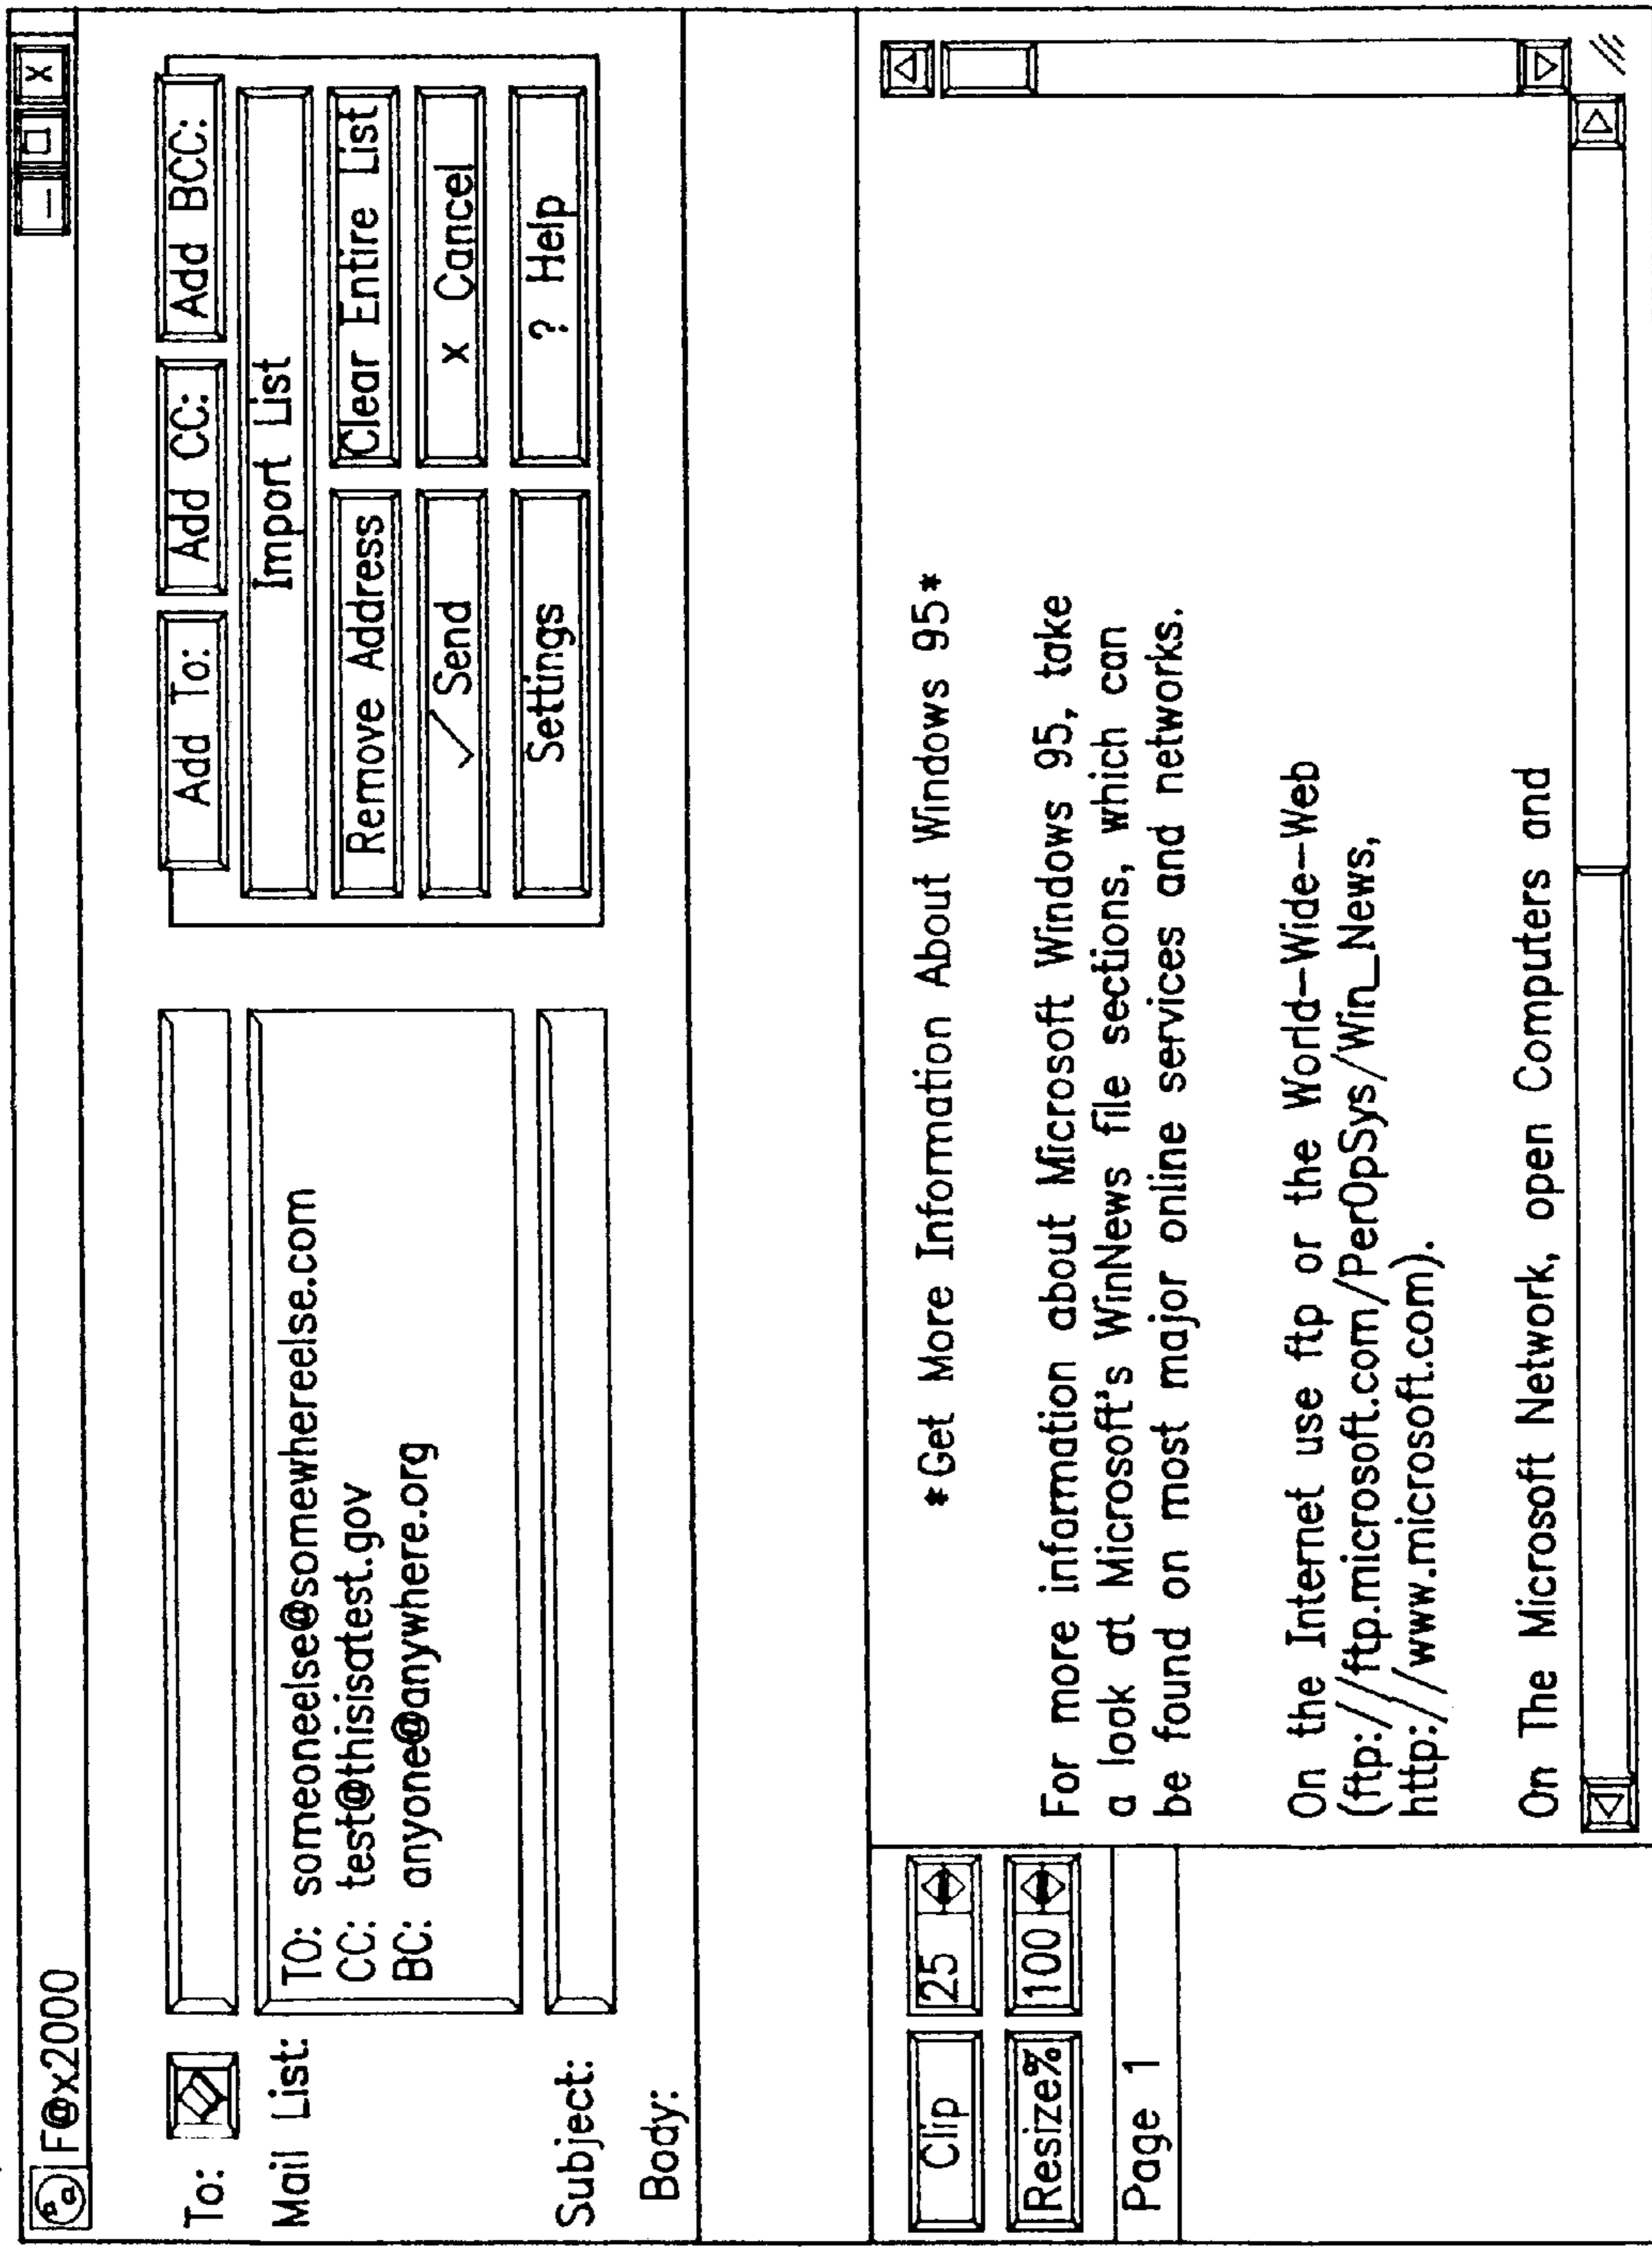 F@x2000
To:
Add To: Add CC: Add BCC:
Mail List:
TO: someoneelse@somewhereelse.com
CC: test@thisisatest.gov
BC: anyone@anywhere.org
Import List
Remove Address Clear Entire List
✓ Send x Cancel
Settings ? Help
Subject:
Body:
Clip 25
Resize% 100
Page 1
*Get More Information About Windows 95*
For more information about Microsoft Windows 95, take
a look at Microsoft's WinNews file sections, which can
be found on most major online services and networks.
On the Internet use ftp or the World-Wide-Web
(ftp://ftp.microsoft.com/PerOpSys/Win_News,
http://www.microsoft.com).
On The Microsoft Network, open Computers and